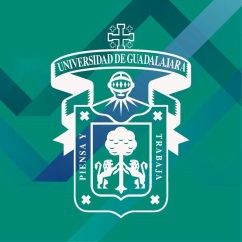 UNIVERSIDAD DE GUADALAJARA
PIENSA Y
TRABAJA